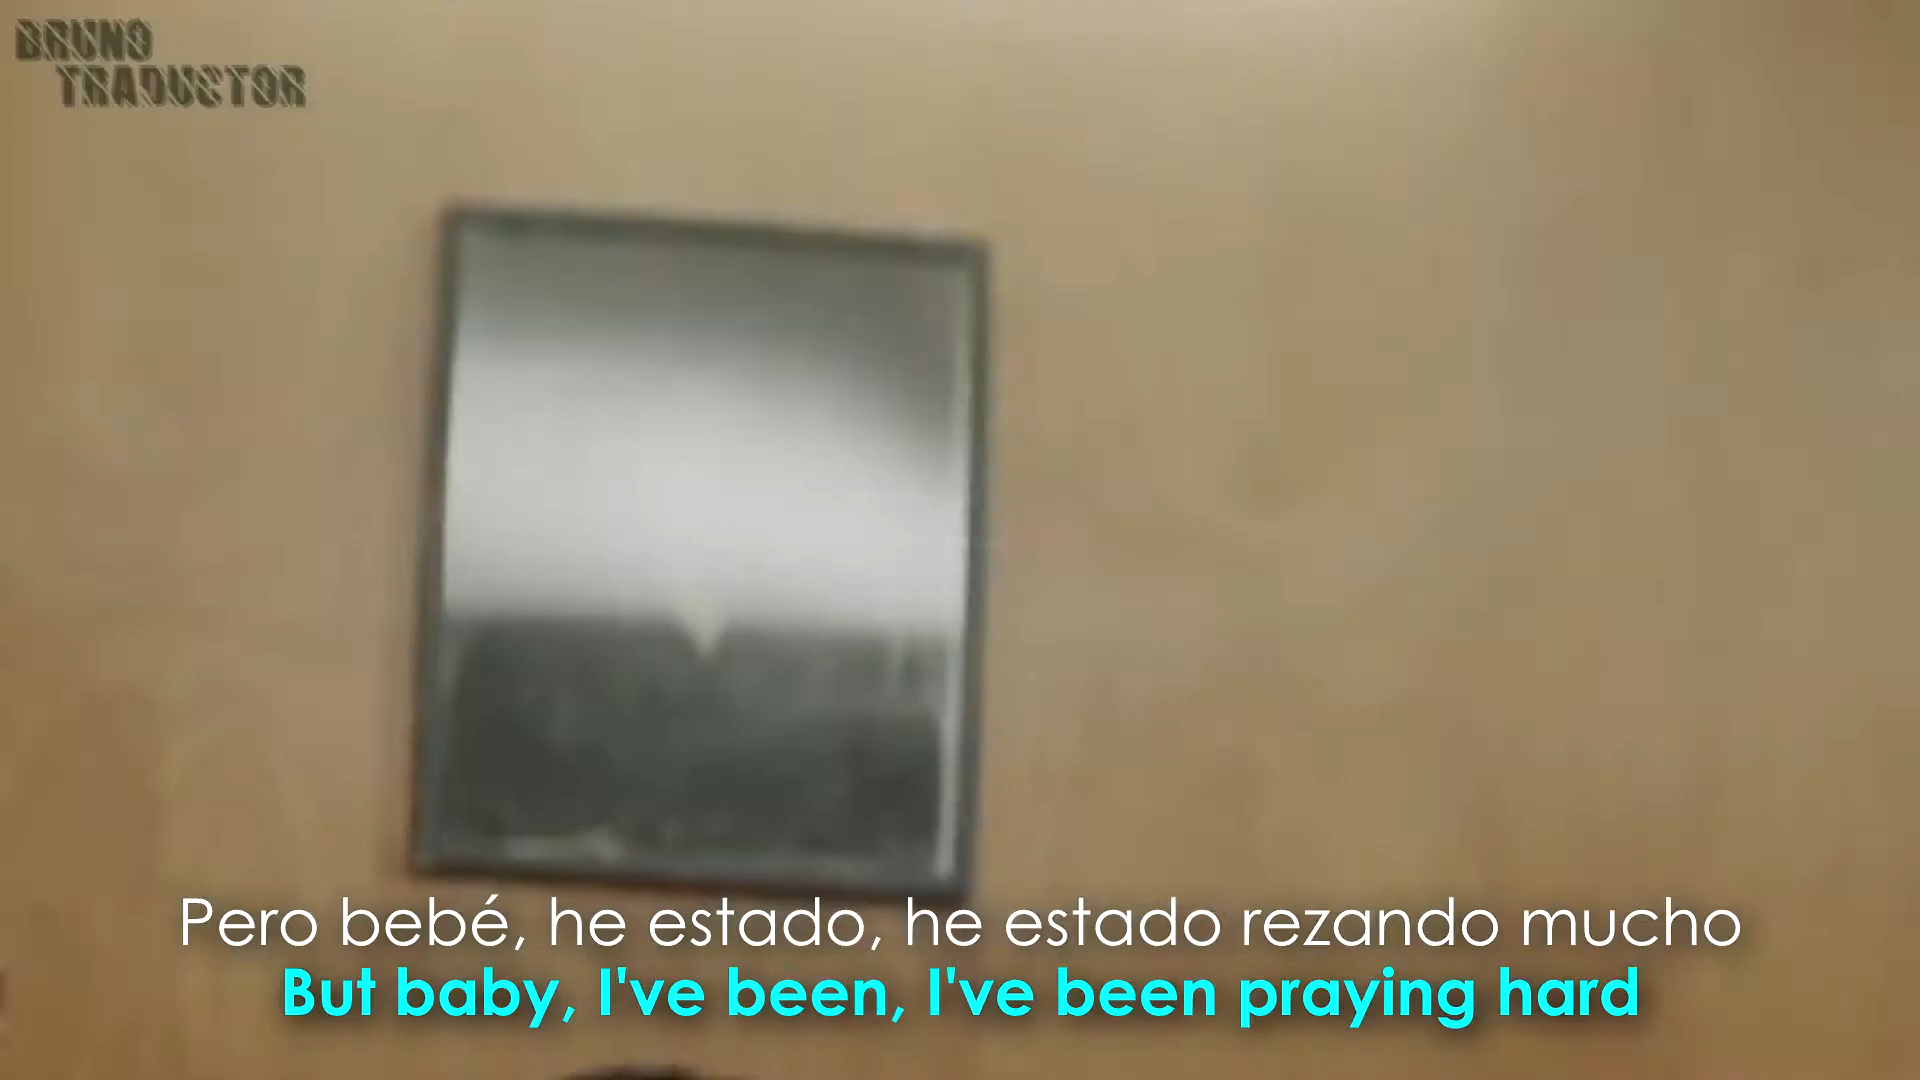 BRUNO
TRADUCTOR
Pero bebé, he estado, he estado rezando mucho
But baby, I've been, I've been praying hard